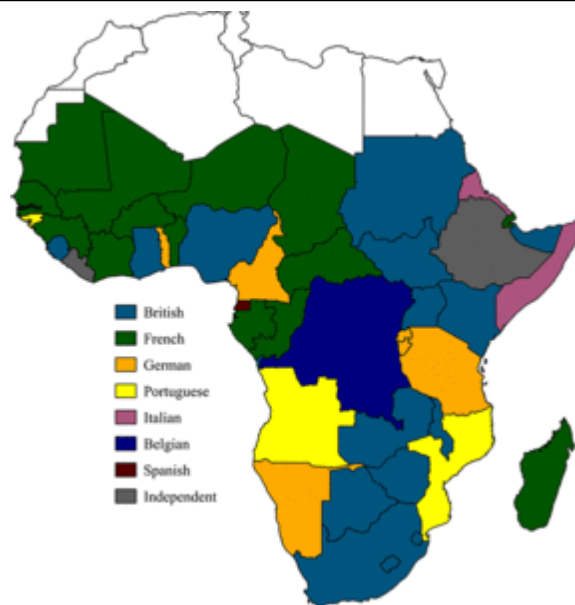 British
French
German
Portuguese
Italian
Belgian
Spanish
Independent